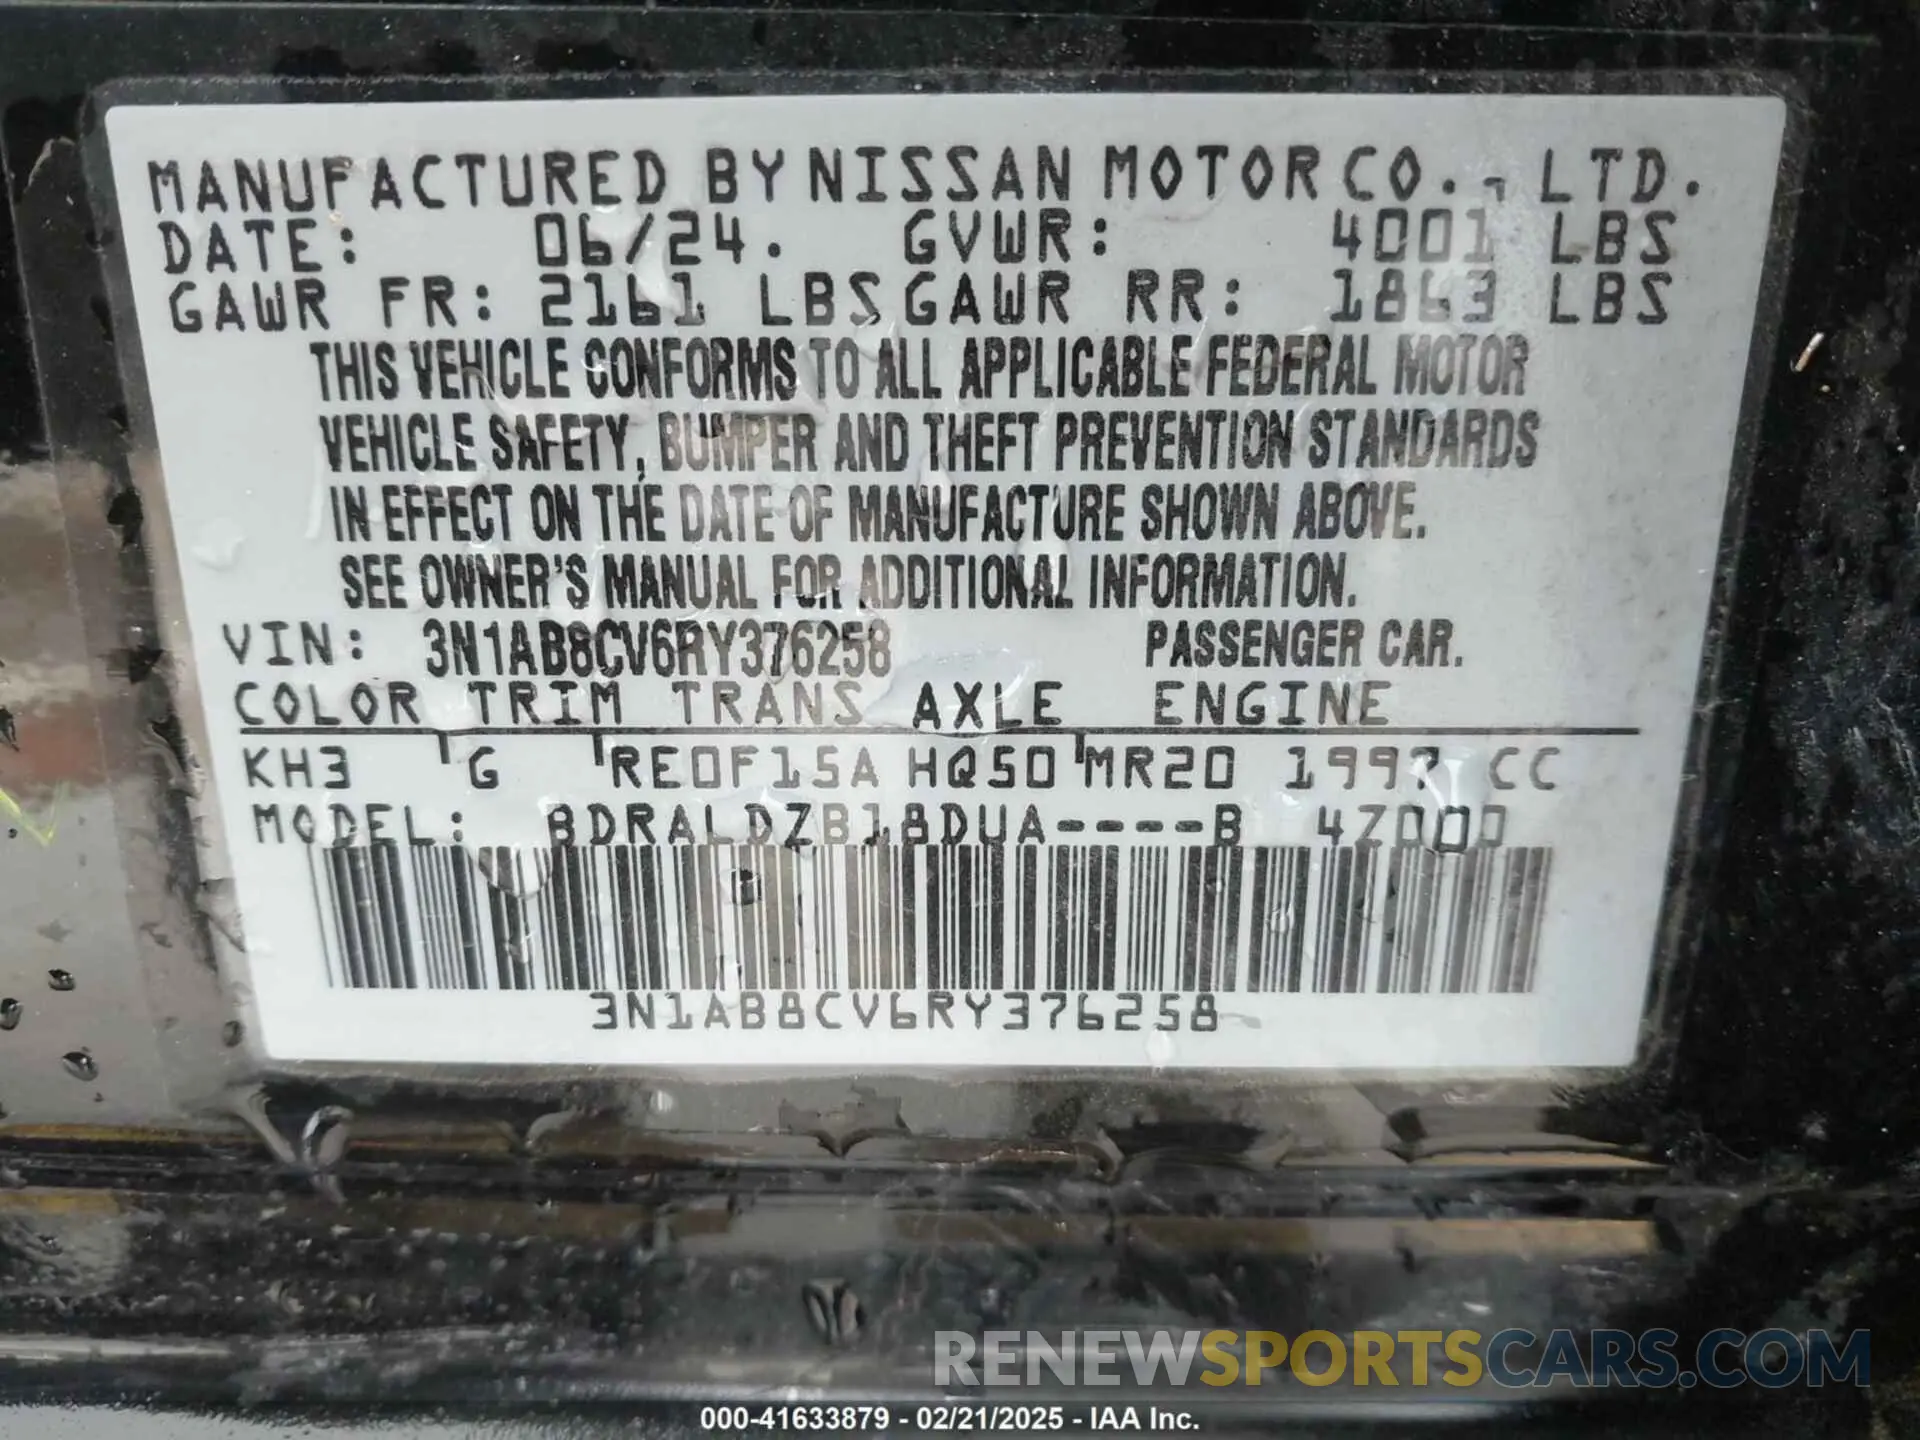 MANUFACTURED BY NISSAN MOTOR CO., LTD.
DATE: 06/24. GVWR: 4001 LBS
GAWR FR: 2161 LBS GAWR RR: 1863 LBS
THIS VEHICLE CONFORMS TO ALL APPLICABLE FEDERAL MOTOR
VEHICLE SAFETY, BUMPER AND THEFT PREVENTION STANDARDS
IN EFFECT ON THE DATE OF MANUFACTURE SHOWN ABOVE.
SEE OWNER'S MANUAL FOR ADDITIONAL INFORMATION.
VIN: 3N1AB8CV6RY376258 PASSENGER CAR.
COLOR TRIM TRANS AXLE ENGINE
KH3 G RE0F15A HQ50 MR20 1997 CC
MODEL: BDRALDZB18DUA----B 4Z000
3N1AB8CV6RY376258
RENEWSPORTSCARS.COM
000-41633879 - 02/21/2025 - IAA Inc.